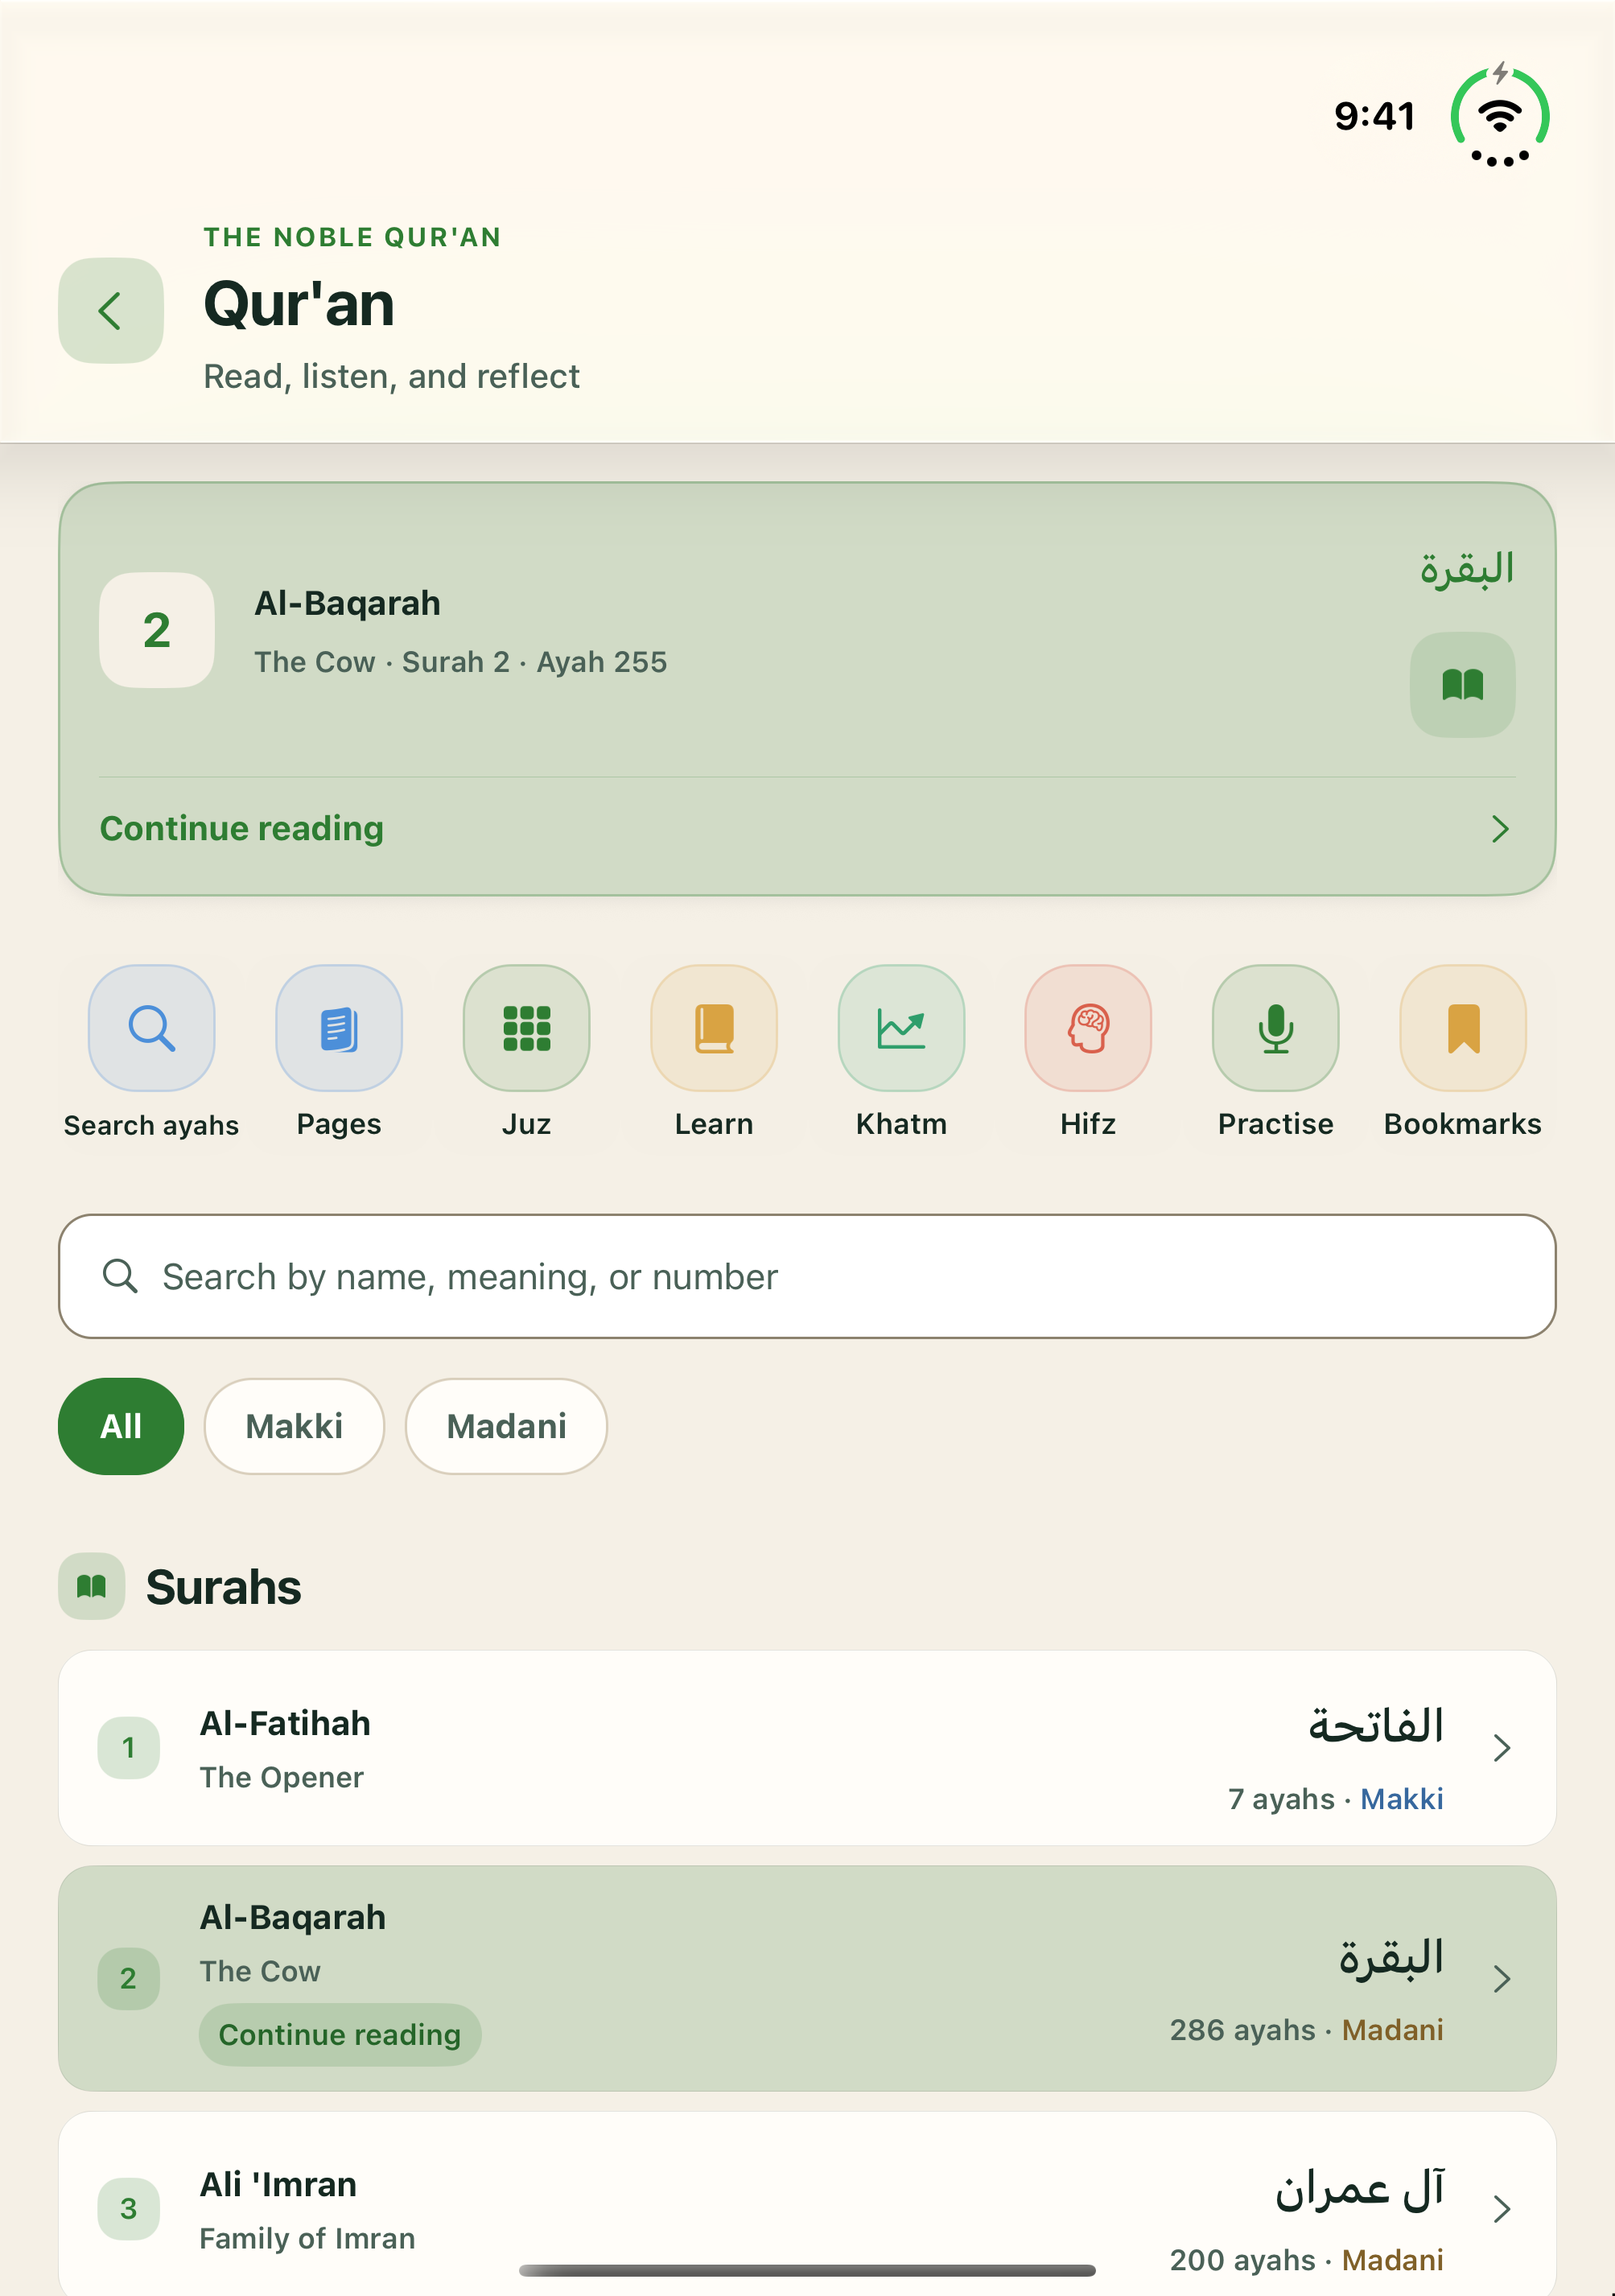 9:41
THE NOBLE QUR'AN
Qur'an
Read, listen, and reflect
البقرة
2
Al-Baqarah
The Cow · Surah 2 · Ayah 255
Continue reading
Search ayahs
Pages
Juz
Learn
Khatm
Hifz
Practise
Bookmarks
Search by name, meaning, or number
All
Makki
Madani
Surahs
1
Al-Fatihah
The Opener
الفاتحة
7 ayahs · Makki
2
Al-Baqarah
The Cow
Continue reading
البقرة
286 ayahs · Madani
3
Ali 'Imran
Family of Imran
آل عمران
200 ayahs · Madani